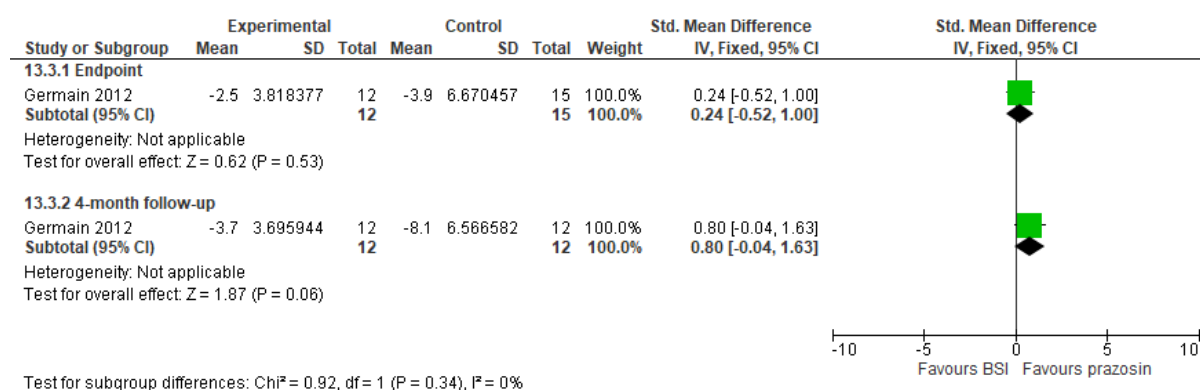 Experimental Control Std. Mean Difference Std. Mean Difference
Study or Subgroup Mean SD Total Mean SD Total Weight IV, Fixed, 95% CI IV, Fixed, 95% CI
13.3.1 Endpoint
Germain 2012 -2.5 3.818377 12 -3.9 6.670457 15 100.0% 0.24 [-0.52, 1.00]
Subtotal (95% CI) 12 15 100.0% 0.24 [-0.52, 1.00]
Heterogeneity: Not applicable
Test for overall effect: Z = 0.62 (P = 0.53)
13.3.2 4-month follow-up
Germain 2012 -3.7 3.695944 12 -8.1 6.566582 12 100.0% 0.80 [-0.04, 1.63]
Subtotal (95% CI) 12 12 100.0% 0.80 [-0.04, 1.63]
Heterogeneity: Not applicable
Test for overall effect: Z = 1.87 (P = 0.06)
-10 -5 0 5 10
Favours BSI Favours prazosin
Test for subgroup differences: Chi² = 0.92, df = 1 (P = 0.34), I² = 0%